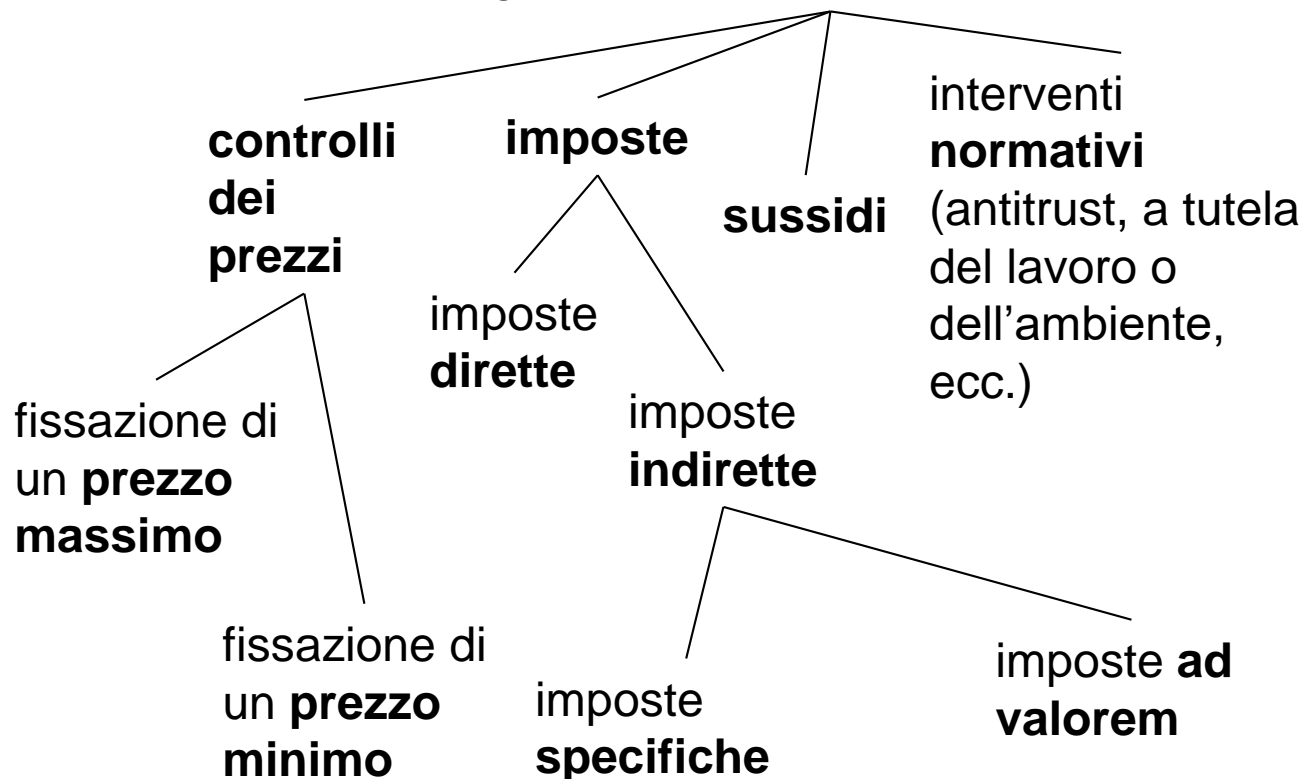 controlli
dei
prezzi
imposte
sussidi
interventi
normativi
(antitrust, a tutela
del lavoro o
dell’ambiente,
ecc.)
imposte
dirette
imposte
indirette
fissazione di
un prezzo
massimo
fissazione di
un prezzo
minimo
imposte
specifiche
imposte ad
valorem